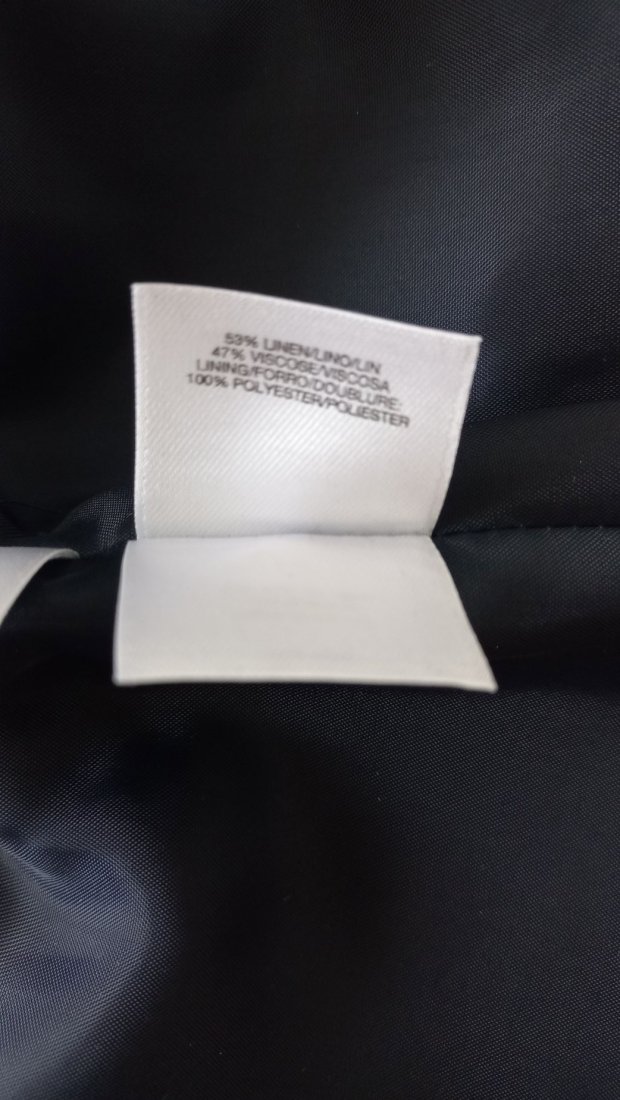 53% LINEN/LINO/LIN
47% VISCOSE/VISCOSA
LINING/FORRO/DOUBLURE:
100% POLYESTER/POLIESTER